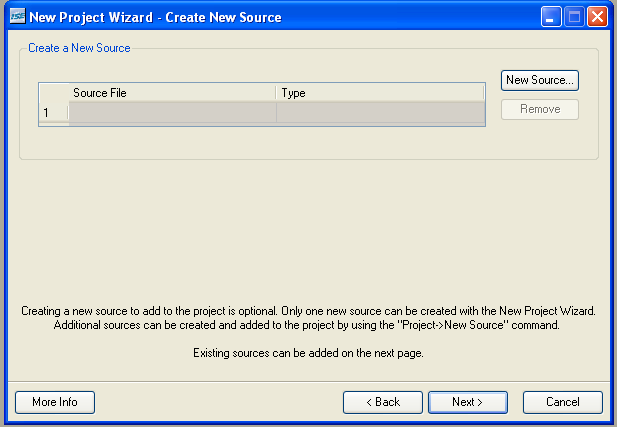 ISE New Project Wizard - Create New Source
Create a New Source
Source File Type
1
New Source...
Remove
Creating a new source to add to the project is optional. Only one new source can be created with the New Project Wizard.
Additional sources can be created and added to the project by using the "Project->New Source" command.
Existing sources can be added on the next page.
More Info < Back Next > Cancel